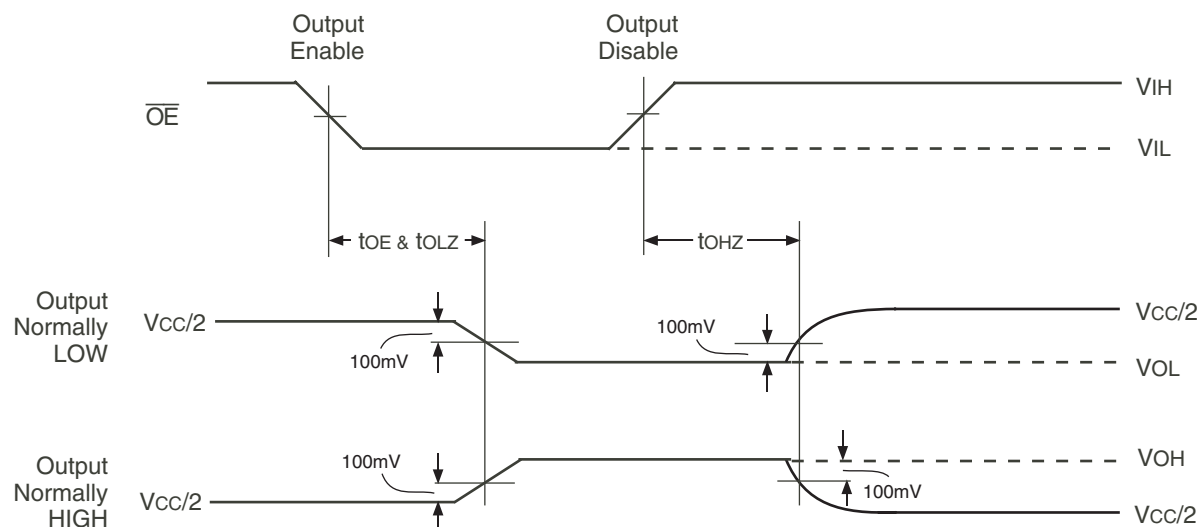 Output
Enable
Output
Disable
OE
VIH
VIL
tOE & tOLZ
tOHZ
Output
Normally
LOW
VCC/2
100mV
100mV
VCC/2
VOL
Output
Normally
HIGH
100mV
VCC/2
VOH
100mV
VCC/2